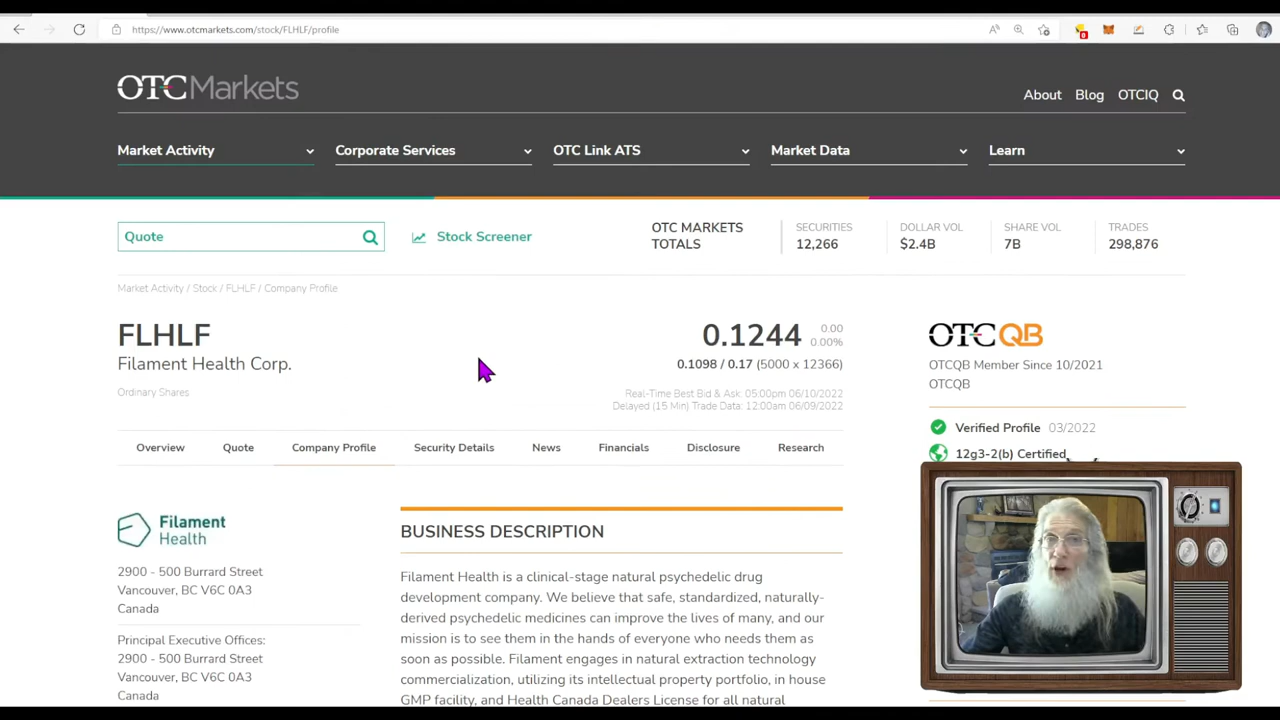 https://www.otcmarkets.com/stock/FLHLF/profile
OTCMarkets
About Blog OTCIQ
Market Activity Corporate Services OTC Link ATS Market Data Learn
Quote
Stock Screener
OTC MARKETS TOTALS
SECURITIES 12,266
DOLLAR VOL $2.4B
SHARE VOL 7B
TRADES 298,876
Market Activity / Stock / FLHLF / Company Profile
FLHLF
Filament Health Corp.
Ordinary Shares
0.1244
0.00
0.00%
0.1098 / 0.17 (5000 x 12366)
Real-Time Best Bid & Ask: 05:00pm 06/10/2022
Delayed (15 Min) Trade Data: 12:00am 06/09/2022
OTCQB
OTCQB Member Since 10/2021
OTCQB
Verified Profile 03/2022
12g3-2(b) Certified
Overview Quote Company Profile Security Details News Financials Disclosure Research
Filament
Health
2900 - 500 Burrard Street
Vancouver, BC V6C 0A3
Canada
Principal Executive Offices:
2900 - 500 Burrard Street
Vancouver, BC V6C 0A3
Canada
BUSINESS DESCRIPTION
Filament Health is a clinical-stage natural psychedelic drug
development company. We believe that safe, standardized, naturally-
derived psychedelic medicines can improve the lives of many, and our
mission is to see them in the hands of everyone who needs them as
soon as possible. Filament engages in natural extraction technology
commercialization, utilizing its intellectual property portfolio, in house
GMP facility, and Health Canada Dealers License for all natural